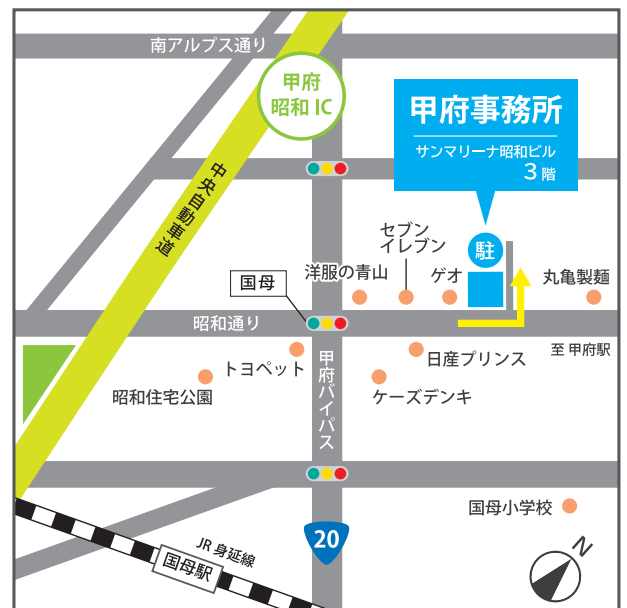 南アルプス通り
甲府
昭和IC
甲府事務所
サンマリーナ昭和ビル
3階
中央自動車道
駐
セブン
イレブン
洋服の青山
ゲオ
丸亀製麺
国母
昭和通り
至 甲府駅
トヨペット
日産プリンス
昭和住宅公園
ケーズデンキ
甲府バイパス
国母小学校
20
JR 身延線
国母駅
N